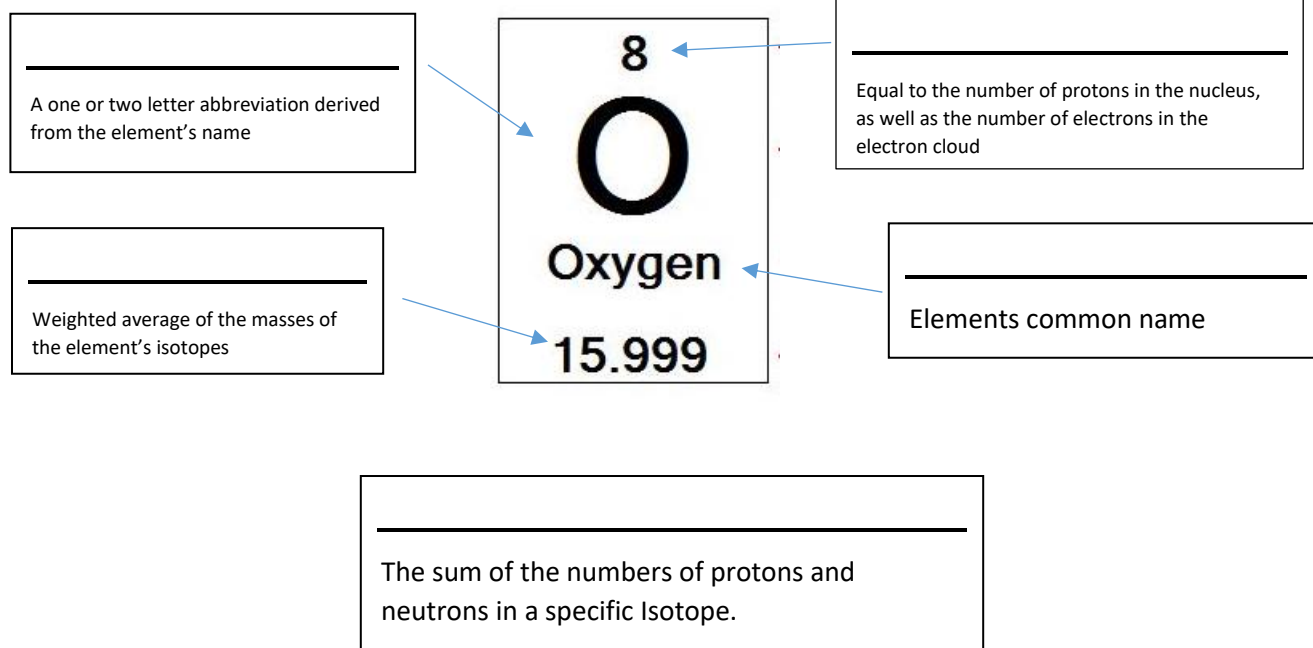 A one or two letter abbreviation derived
from the element’s name
8
O
Oxygen
15.999
Equal to the number of protons in the nucleus,
as well as the number of electrons in the
electron cloud
Weighted average of the masses of
the element’s isotopes
Elements common name
The sum of the numbers of protons and
neutrons in a specific Isotope.